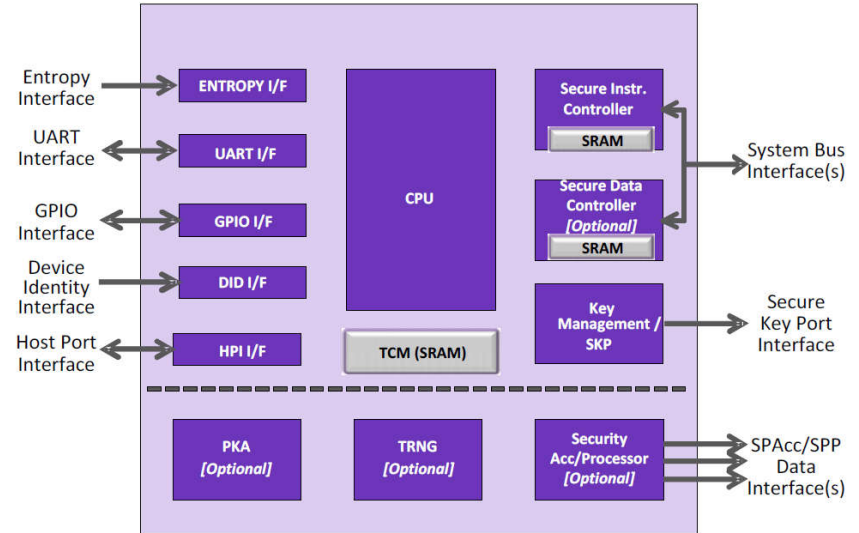 Entropy
Interface
UART
Interface
GPIO
Interface
Device
Identity
Interface
Host Port
Interface
ENTROPY I/F
UART I/F
GPIO I/F
DID I/F
HPI I/F
CPU
TCM (SRAM)
Secure Instr.
Controller
SRAM
Secure Data
Controller
[Optional]
SRAM
Key
Management /
SKP
System Bus
Interface(s)
Secure
Key Port
Interface
PKA
[Optional]
TRNG
[Optional]
Security
Acc/Processor
[Optional]
SPAcc/SPP
Data
Interface(s)